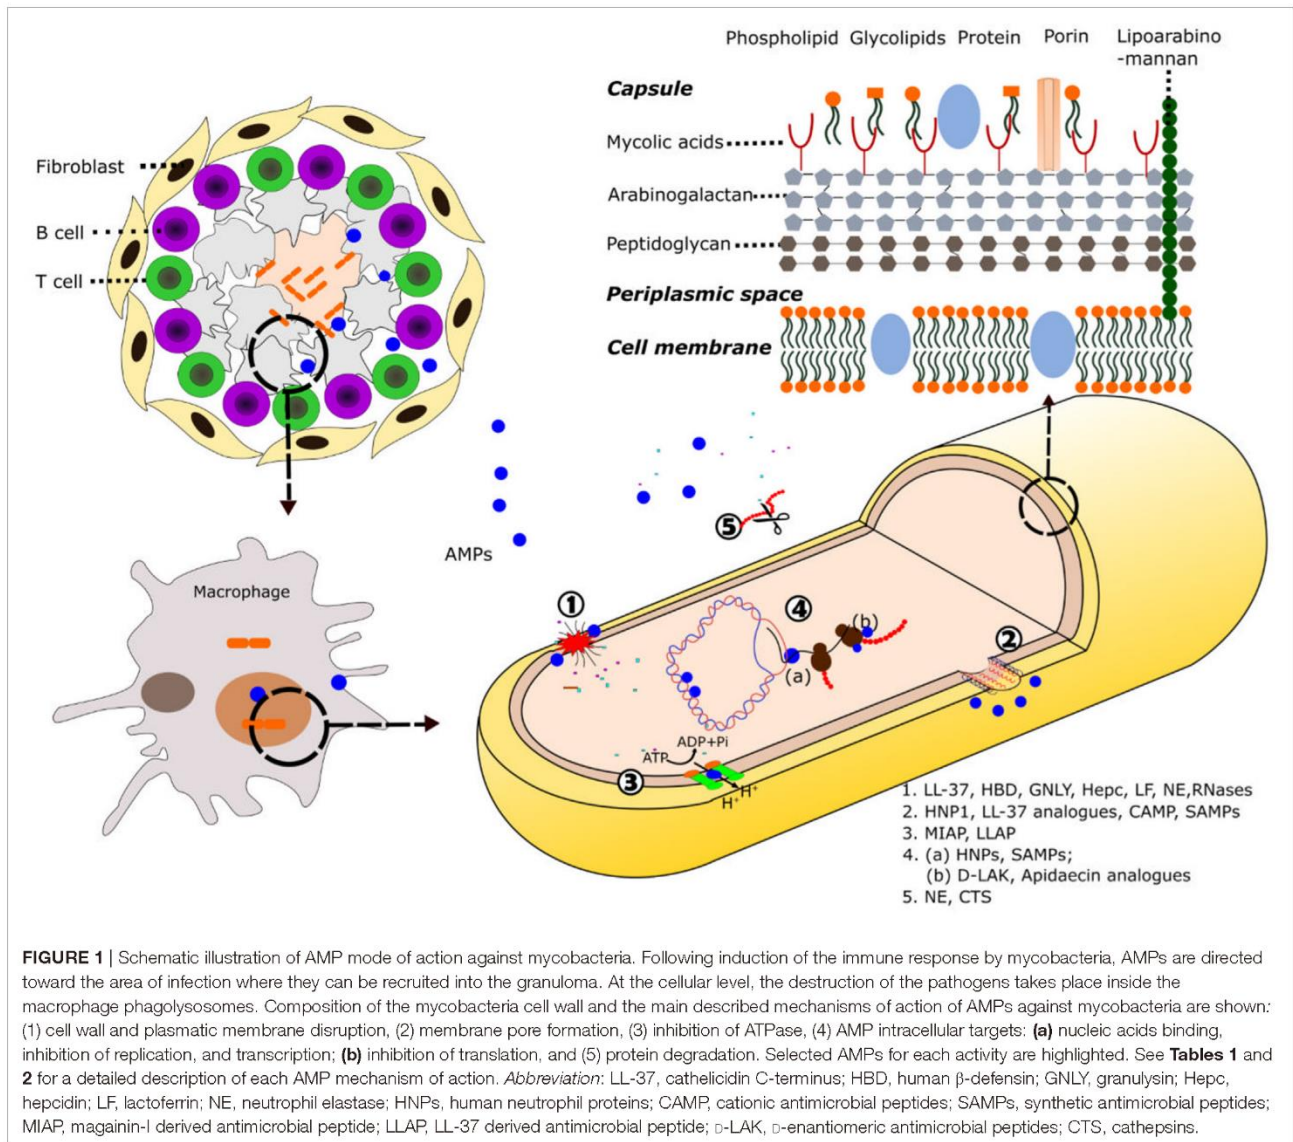 Phospholipid Glycolipids Protein Porin Lipoarabino
-mannan
Capsule
Mycolic acids
Arabinogalactan
Peptidoglycan
Periplasmic space
Cell membrane
Fibroblast
B cell
T cell
AMPs
Macrophage
1
2
3
4
5
(a)
(b)
ATP
ADP+Pi
H⁺
H⁺
1. LL-37, HBD, GNLY, Hepc, LF, NE,RNases
2. HNP1, LL-37 analogues, CAMP, SAMPs
3. MIAP, LLAP
4. (a) HNPs, SAMPs;
(b) D-LAK, Apidaecin analogues
5. NE, CTS
FIGURE 1 | Schematic illustration of AMP mode of action against mycobacteria. Following induction of the immune response by mycobacteria, AMPs are directed
toward the area of infection where they can be recruited into the granuloma. At the cellular level, the destruction of the pathogens takes place inside the
macrophage phagolysosomes. Composition of the mycobacteria cell wall and the main described mechanisms of action of AMPs against mycobacteria are shown:
(1) cell wall and plasmatic membrane disruption, (2) membrane pore formation, (3) inhibition of ATPase, (4) AMP intracellular targets: (a) nucleic acids binding,
inhibition of replication, and transcription; (b) inhibition of translation, and (5) protein degradation. Selected AMPs for each activity are highlighted. See Tables 1 and
2 for a detailed description of each AMP mechanism of action. Abbreviation: LL-37, cathelicidin C-terminus; HBD, human β-defensin; GNLY, granulysin; Hepc,
hepcidin; LF, lactoferrin; NE, neutrophil elastase; HNPs, human neutrophil proteins; CAMP, cationic antimicrobial peptides; SAMPs, synthetic antimicrobial peptides;
MIAP, magainin-I derived antimicrobial peptide; LLAP, LL-37 derived antimicrobial peptide; D-LAK, D-enantiomeric antimicrobial peptides; CTS, cathepsins.